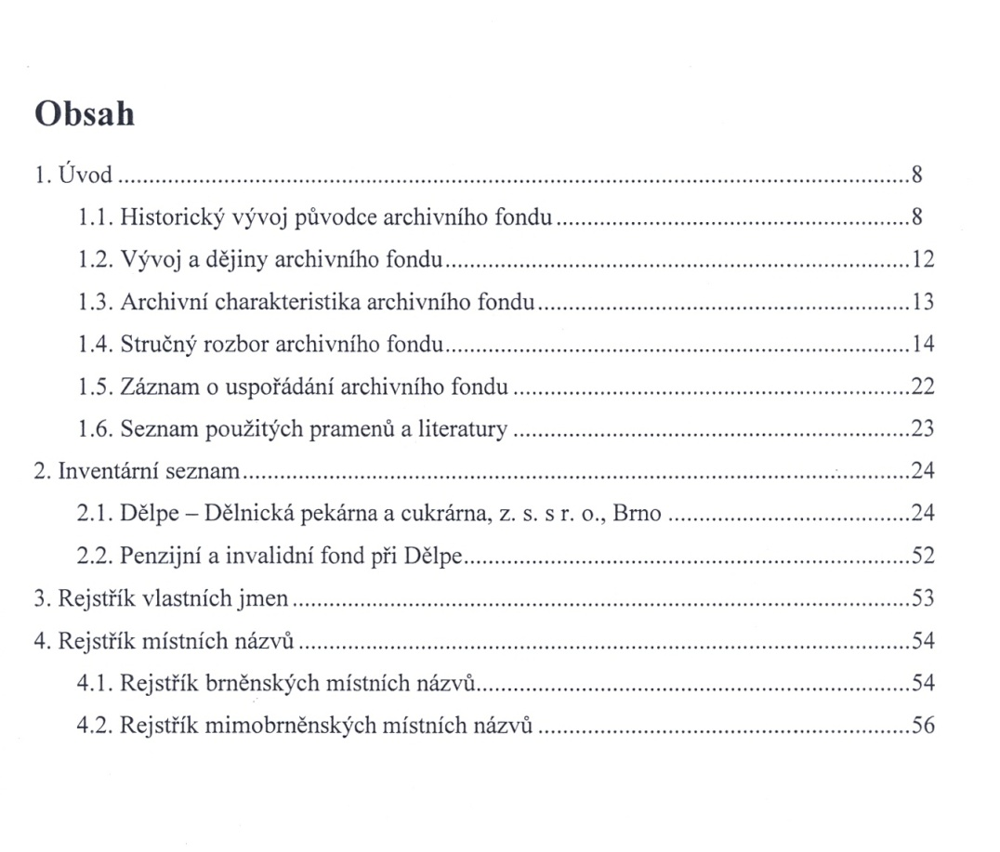 Obsah
1. Úvod ........ 8
1.1. Historický vývoj původce archivního fondu ........ 8
1.2. Vývoj a dějiny archivního fondu ........ 12
1.3. Archivní charakteristika archivního fondu ........ 13
1.4. Stručný rozbor archivního fondu ........ 14
1.5. Záznam o uspořádání archivního fondu ........ 22
1.6. Seznam použitých pramenů a literatury ........ 23
2. Inventární seznam ........ 24
2.1. Dělpe – Dělnická pekárna a cukrárna, z. s. s r. o., Brno ........ 24
2.2. Penzijní a invalidní fond při Dělpe ........ 52
3. Rejstřík vlastních jmen ........ 53
4. Rejstřík místních názvů ........ 54
4.1. Rejstřík brněnských místních názvů ........ 54
4.2. Rejstřík mimobrněnských místních názvů ........ 56